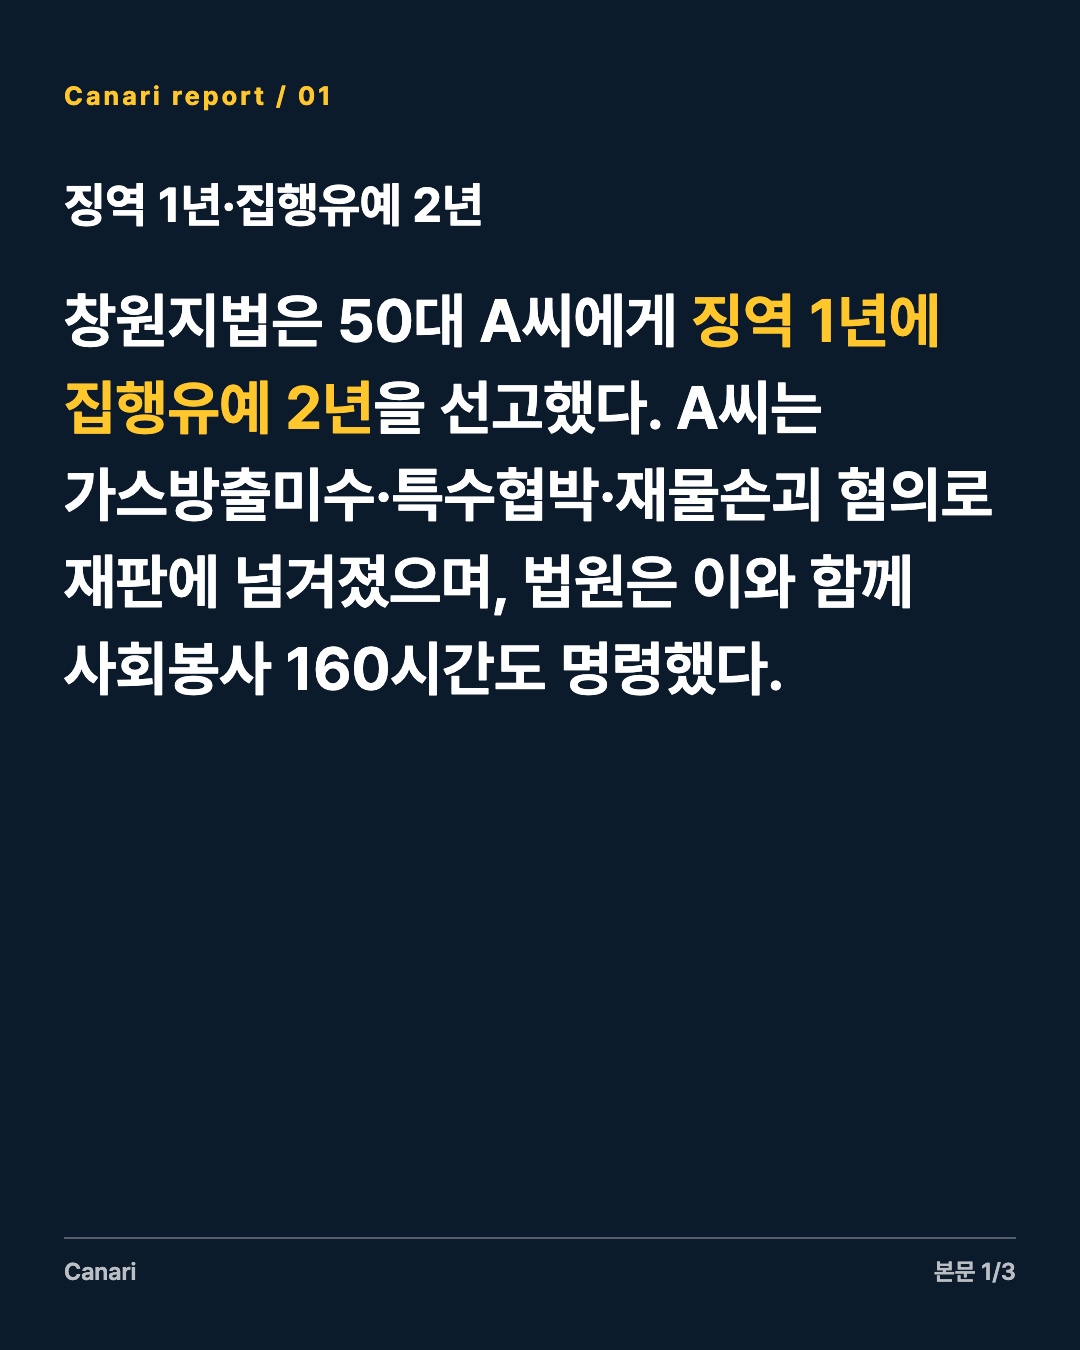 Canari report / 01
징역 1년·집행유예 2년
창원지법은 50대 A씨에게 징역 1년에
집행유예 2년을 선고했다. A씨는
가스방출미수·특수협박·재물손괴 혐의로
재판에 넘겨졌으며, 법원은 이와 함께
사회봉사 160시간도 명령했다.
Canari
본문 1/3